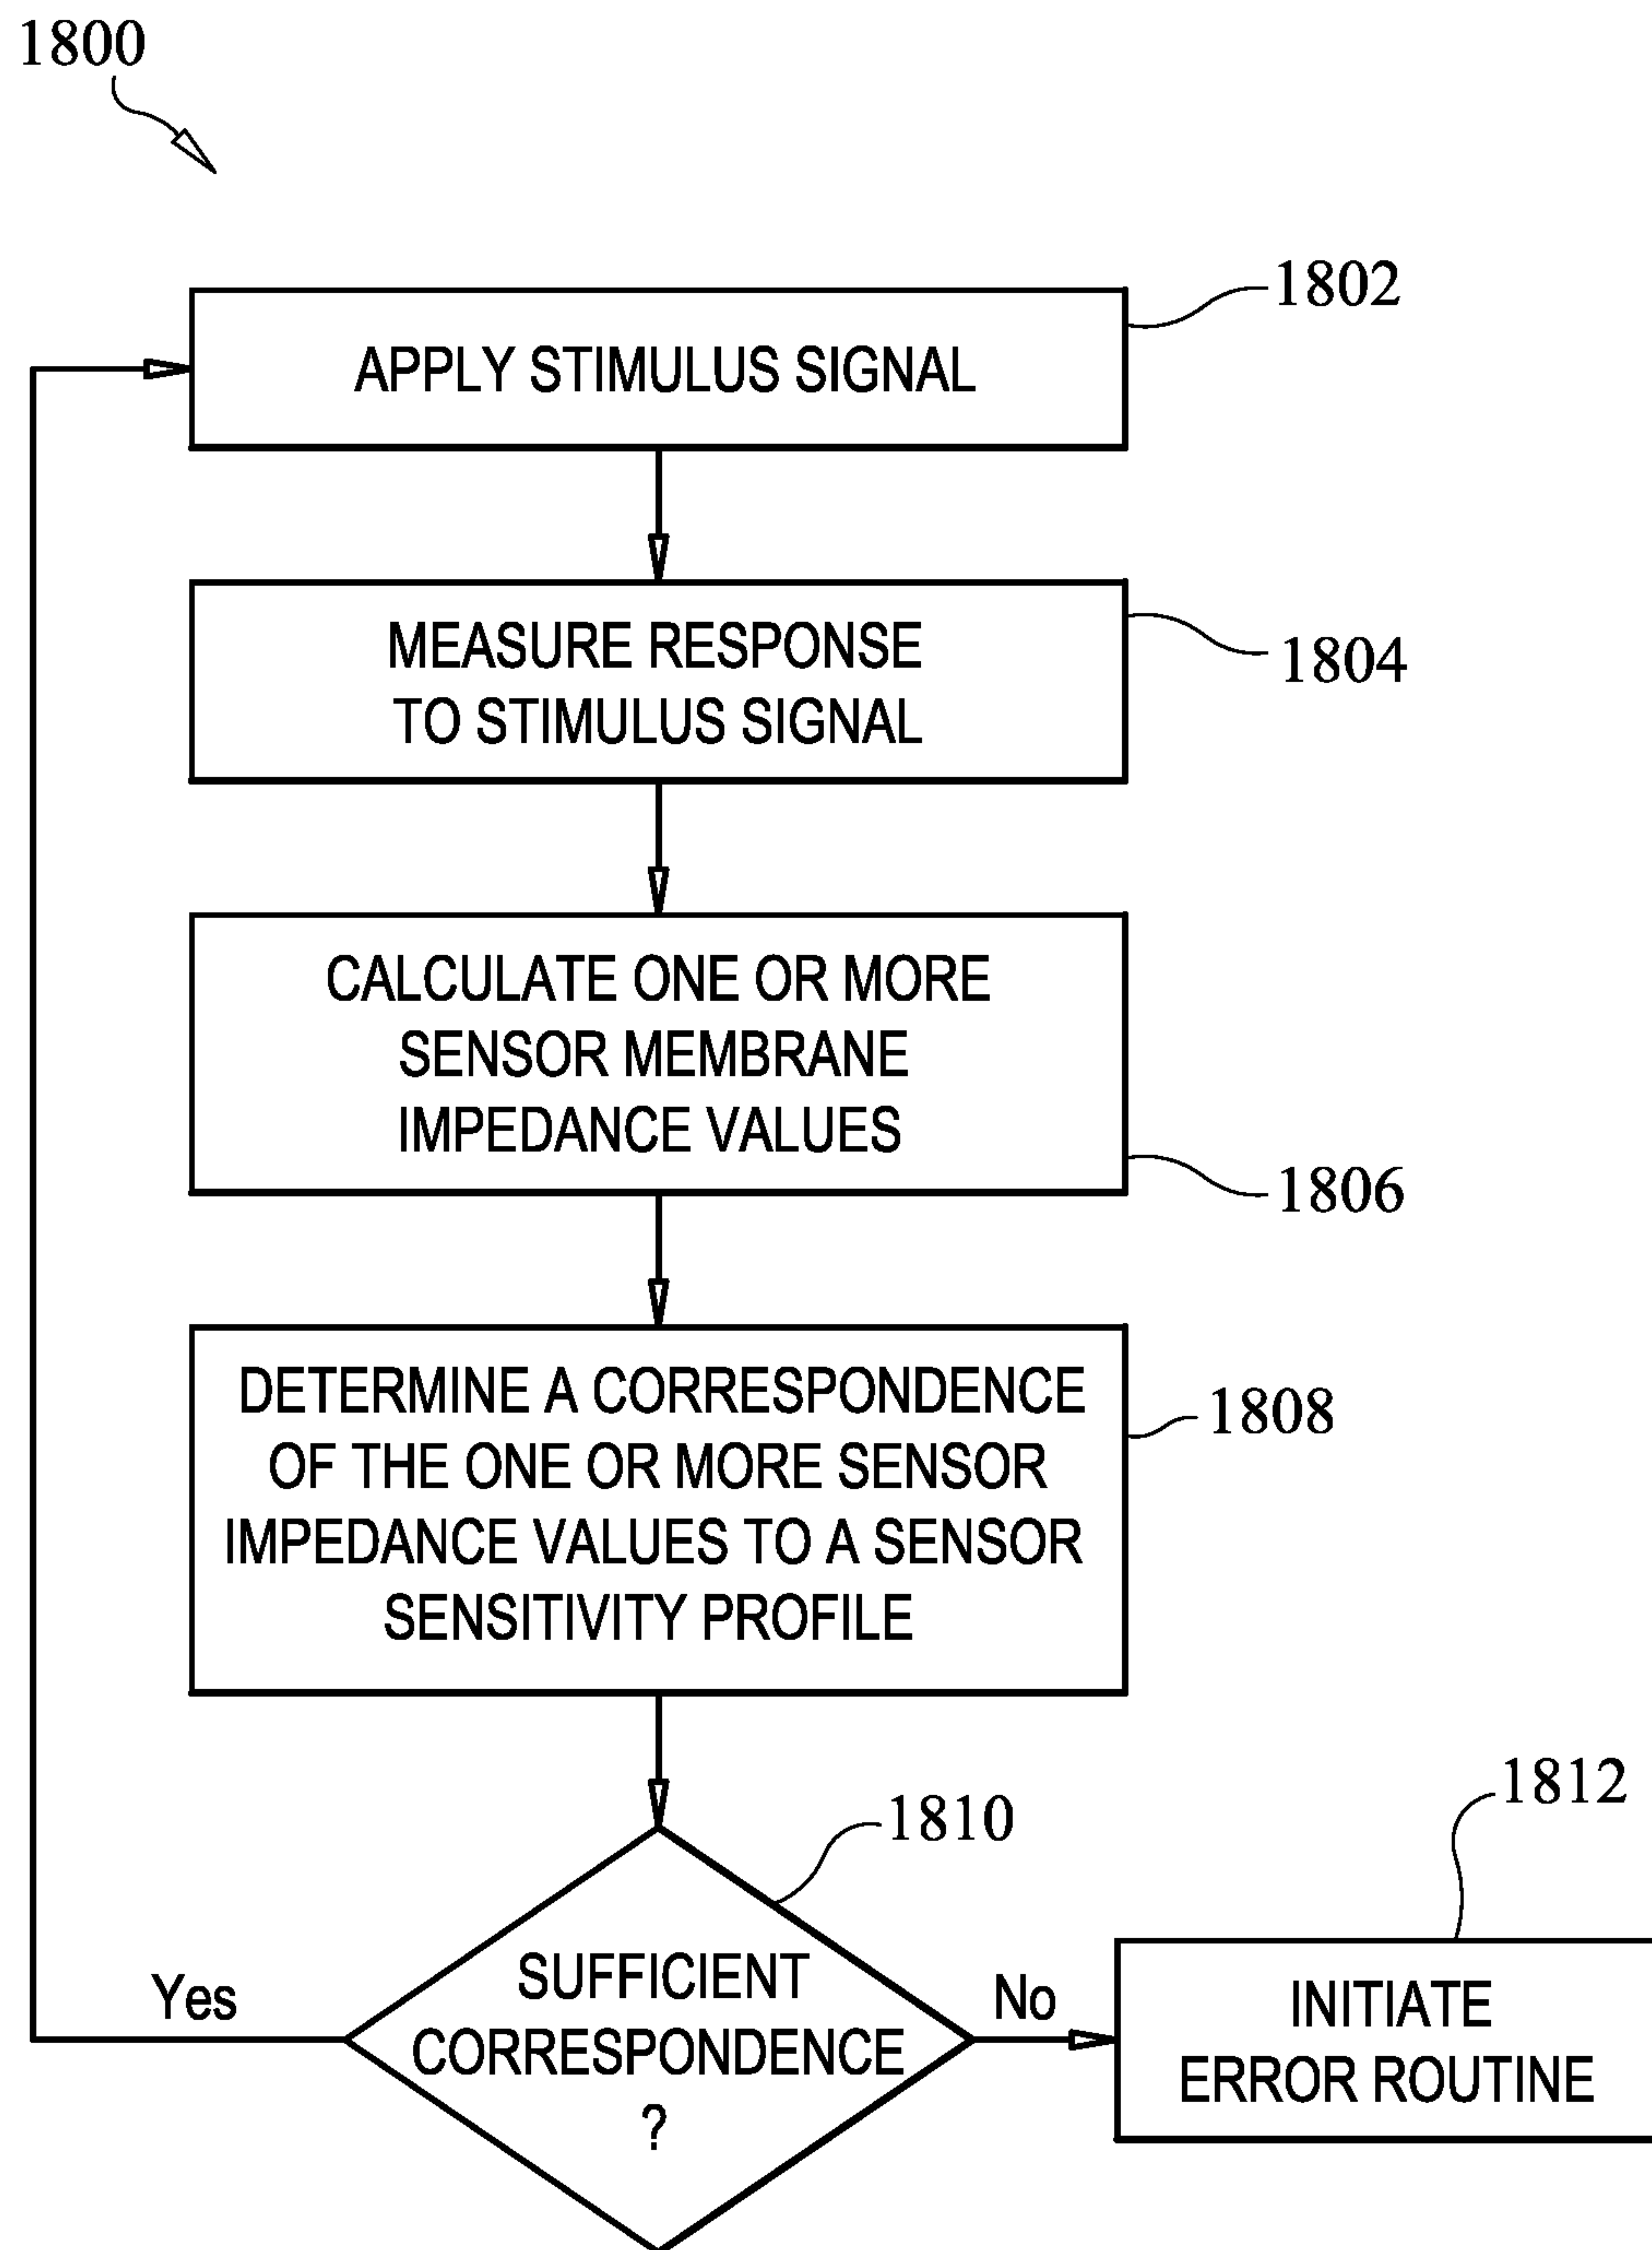 1800
1802
APPLY STIMULUS SIGNAL
MEASURE RESPONSE
TO STIMULUS SIGNAL
1804
CALCULATE ONE OR MORE
SENSOR MEMBRANE
IMPEDANCE VALUES
1806
DETERMINE A CORRESPONDENCE
OF THE ONE OR MORE SENSOR
IMPEDANCE VALUES TO A SENSOR
SENSITIVITY PROFILE
1808
1810
1812
Yes
SUFFICIENT
CORRESPONDENCE
?
No
INITIATE
ERROR ROUTINE